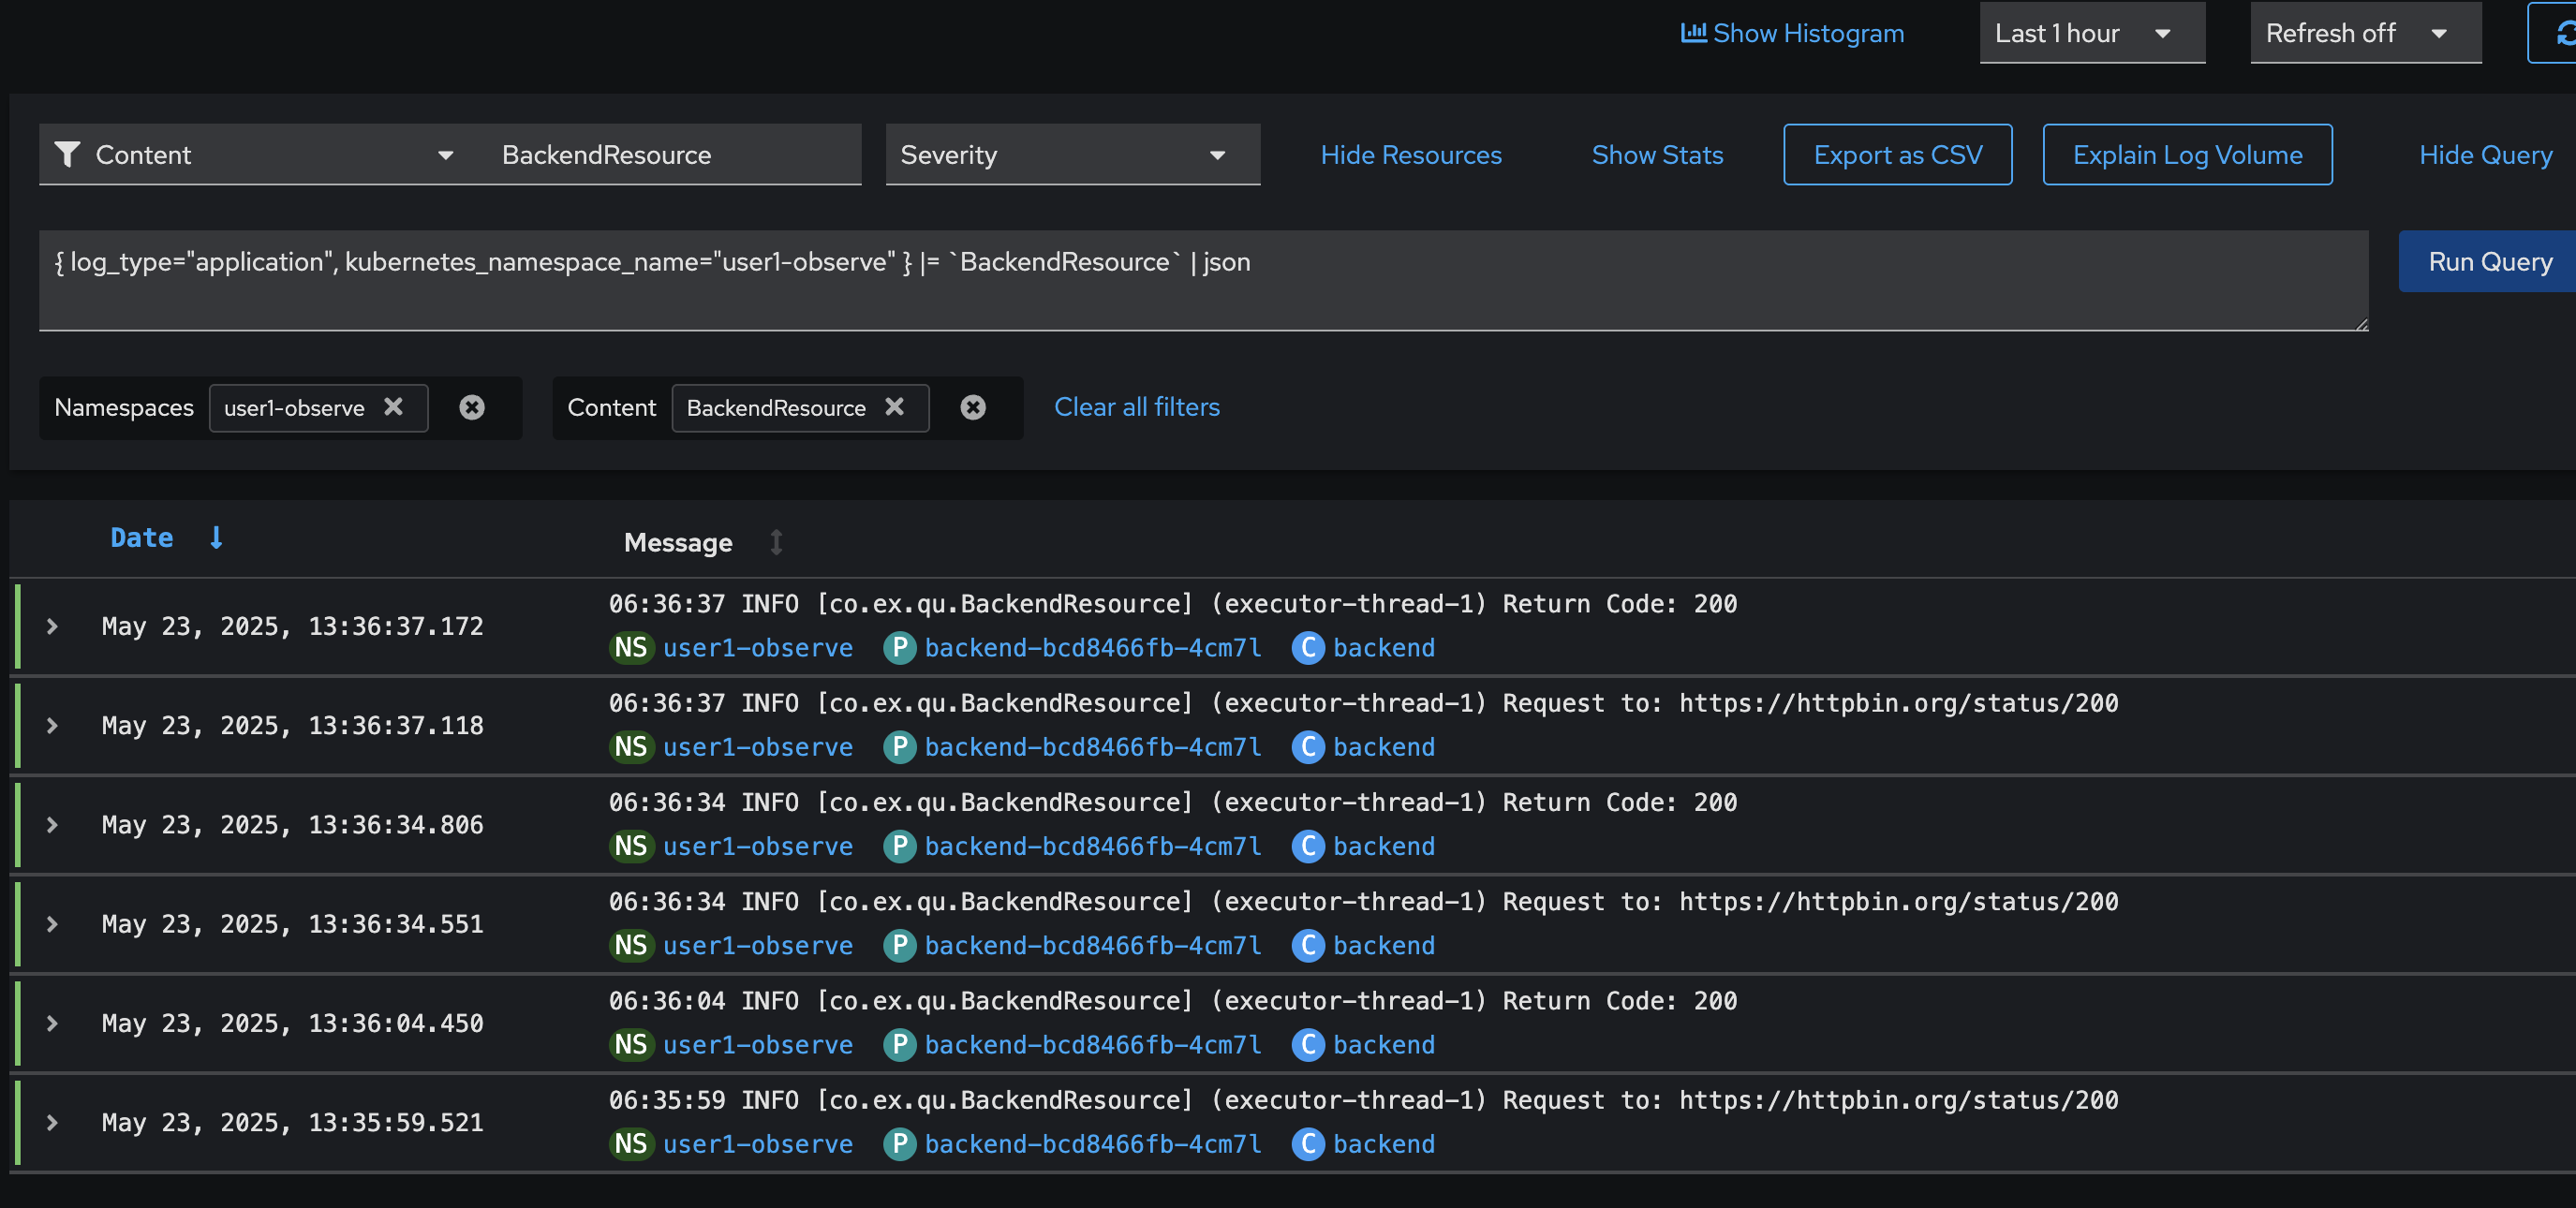 Show Histogram Last 1 hour Refresh off
Content BackendResource Severity Hide Resources Show Stats Export as CSV Explain Log Volume Hide Query
{ log_type="application", kubernetes_namespace_name="user1-observe" } |= `BackendResource` | json
Run Query
Namespaces user1-observe Content BackendResource Clear all filters
Date Message
May 23, 2025, 13:36:37.172
06:36:37 INFO [co.ex.qu.BackendResource] (executor-thread-1) Return Code: 200
NS user1-observe P backend-bcd8466fb-4cm7l C backend
May 23, 2025, 13:36:37.118
06:36:37 INFO [co.ex.qu.BackendResource] (executor-thread-1) Request to: https://httpbin.org/status/200
NS user1-observe P backend-bcd8466fb-4cm7l C backend
May 23, 2025, 13:36:34.806
06:36:34 INFO [co.ex.qu.BackendResource] (executor-thread-1) Return Code: 200
NS user1-observe P backend-bcd8466fb-4cm7l C backend
May 23, 2025, 13:36:34.551
06:36:34 INFO [co.ex.qu.BackendResource] (executor-thread-1) Request to: https://httpbin.org/status/200
NS user1-observe P backend-bcd8466fb-4cm7l C backend
May 23, 2025, 13:36:04.450
06:36:04 INFO [co.ex.qu.BackendResource] (executor-thread-1) Return Code: 200
NS user1-observe P backend-bcd8466fb-4cm7l C backend
May 23, 2025, 13:35:59.521
06:35:59 INFO [co.ex.qu.BackendResource] (executor-thread-1) Request to: https://httpbin.org/status/200
NS user1-observe P backend-bcd8466fb-4cm7l C backend